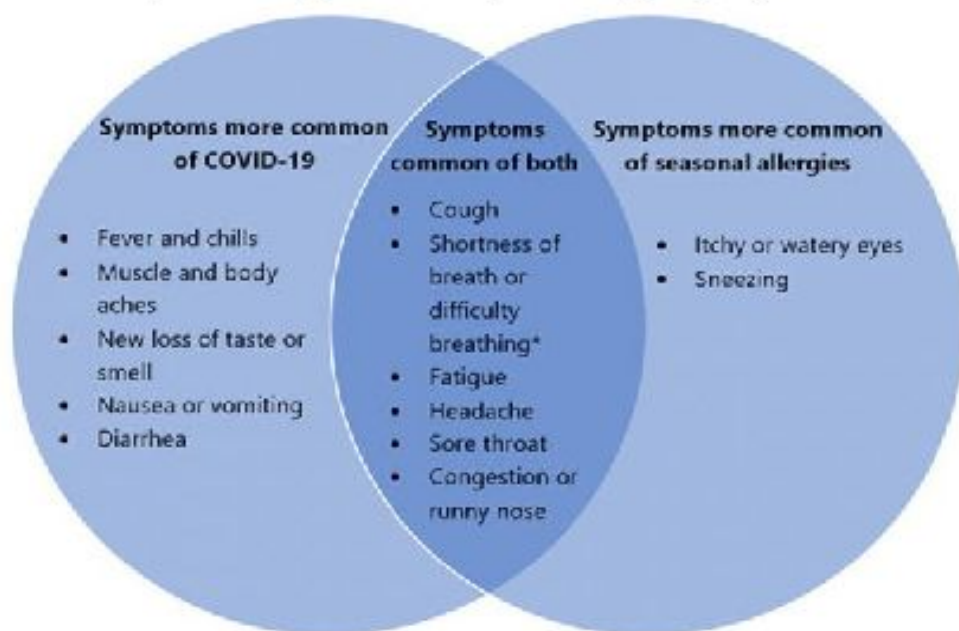 Symptoms more common
of COVID-19
• Fever and chills
• Muscle and body
aches
• New loss of taste or
smell
• Nausea or vomiting
• Diarrhea
Symptoms
common of both
• Cough
• Shortness of
breath or
difficulty
breathing*
• Fatigue
• Headache
• Sore throat
• Congestion or
runny nose
Symptoms more common
of seasonal allergies
• Itchy or watery eyes
• Sneezing